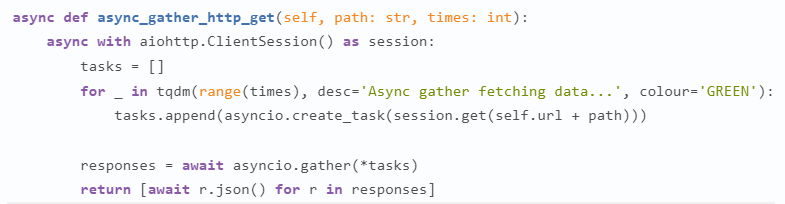 async def async_gather_http_get(self, path: str, times: int):
    async with aiohttp.ClientSession() as session:
        tasks = []
        for _ in tqdm(range(times), desc='Async gather fetching data...', colour='GREEN'):
            tasks.append(asyncio.create_task(session.get(self.url + path)))

        responses = await asyncio.gather(*tasks)
        return [await r.json() for r in responses]